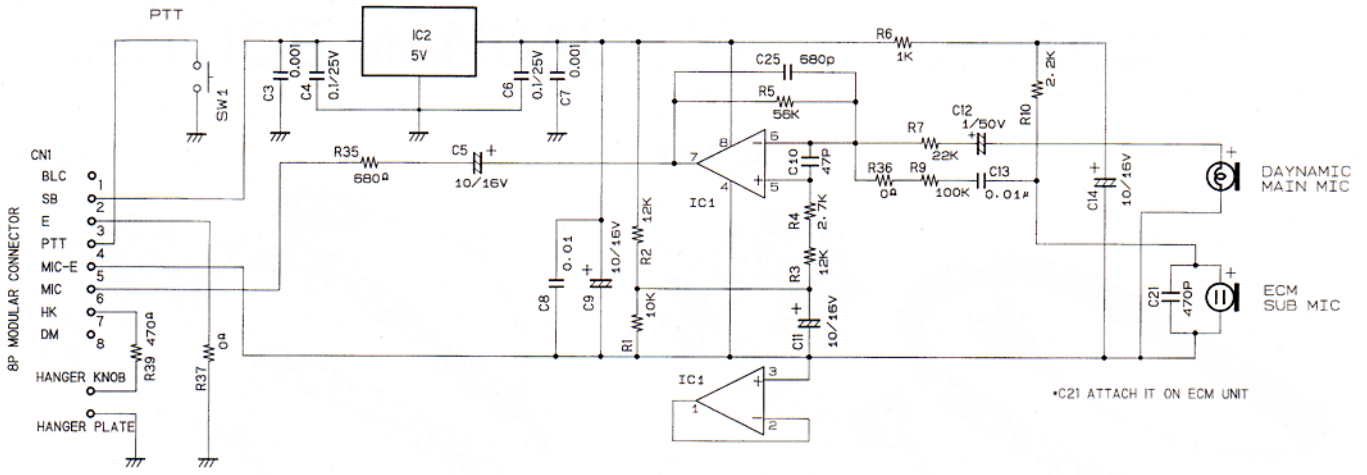 PTT
SW1
IC2
5V
C3
0.001
C4
0.1/25V
C6
0.1/25V
C7
0.001
R6
1K
2.2K
R10
C25
680p
R5
56K
8
7
4
6
5
IC1
C10
47P
R7
22K
C12
1/50V
+
R36
0Ω
R9
100K
C13
0.01μ
C14
10/16V
+
DAYNAMIC
MAIN MIC
+
ECM
SUB MIC
+
C21
470P
R35
680Ω
C5
+
10/16V
R4
2.7K
R3
12K
12K
R2
10K
R1
C8
0.01
C9
+
10/16V
C11
+
10/16V
IC1
1
3
2
*C21 ATTACH IT ON ECM UNIT
8P MODULAR CONNECTOR
CN1
BLC 1
SB 2
E 3
PTT 4
MIC-E 5
MIC 6
HK 7
DM 8
R39 470Ω
R37
0Ω
HANGER KNOB
HANGER PLATE